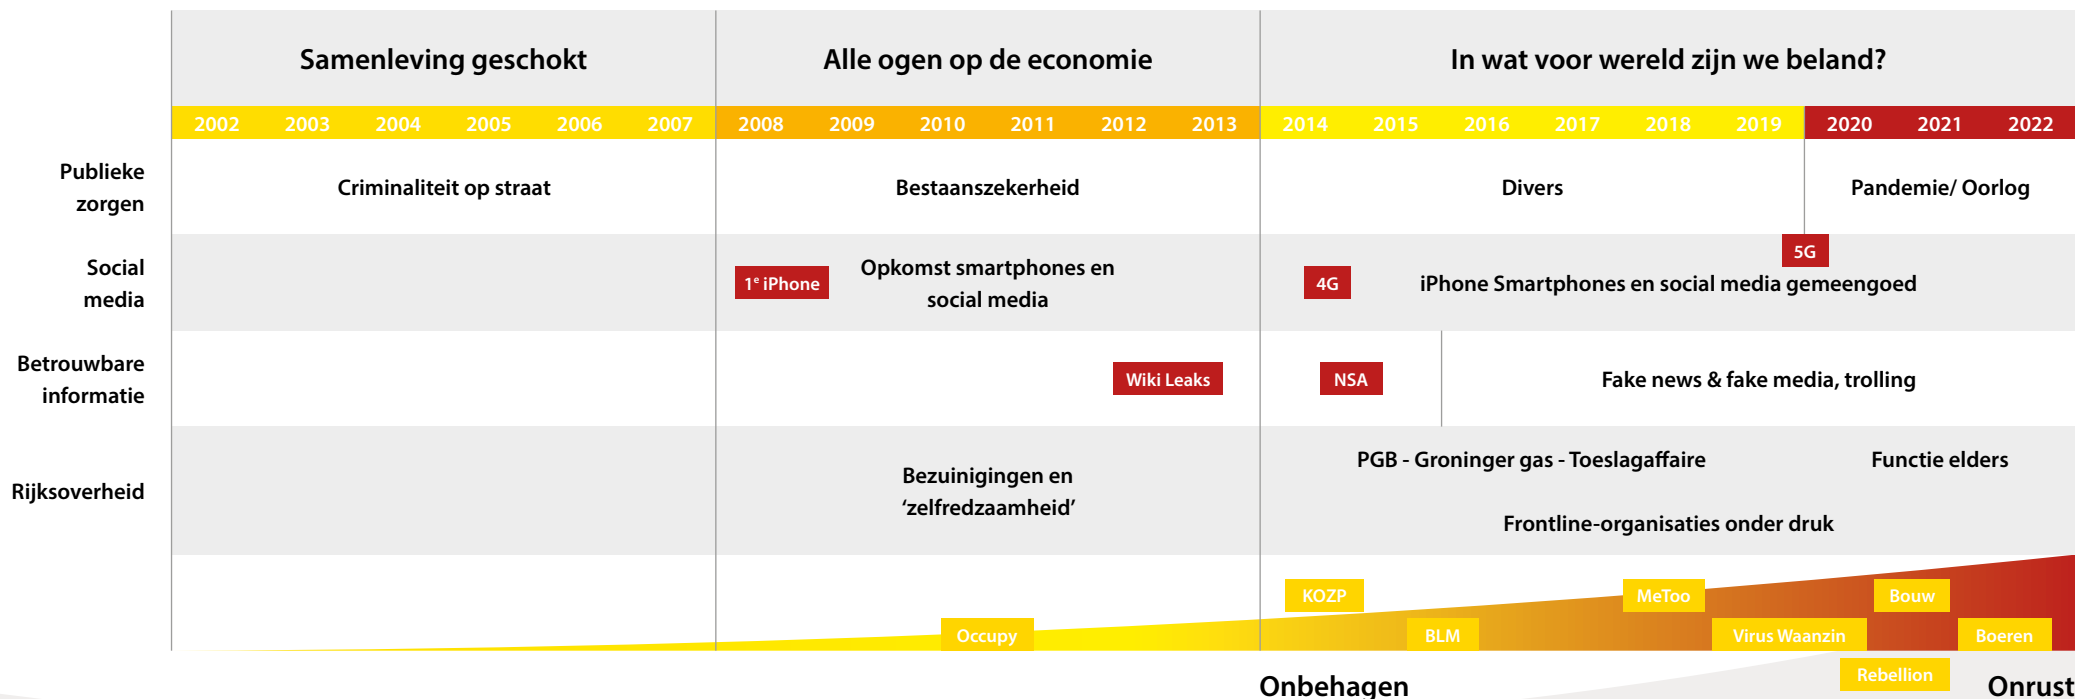 Samenleving geschokt
Alle ogen op de economie
In wat voor wereld zijn we beland?
2002 2003 2004 2005 2006 2007 2008 2009 2010 2011 2012 2013 2014 2015 2016 2017 2018 2019 2020 2021 2022
Publieke
zorgen
Criminaliteit op straat
Bestaanszekerheid
Divers
Pandemie/ Oorlog
Social
media
1e iPhone
Opkomst smartphones en
social media
4G
5G
iPhone Smartphones en social media gemeengoed
Betrouwbare
informatie
Wiki Leaks
NSA
Fake news & fake media, trolling
Rijksoverheid
Bezuinigingen en
‘zelfredzaamheid’
PGB - Groninger gas - Toeslagaffaire
Functie elders
Frontline-organisaties onder druk
KOZP
MeToo
Bouw
Occupy
BLM
Virus Waanzin
Boeren
Rebellion
Onbehagen
Onrust